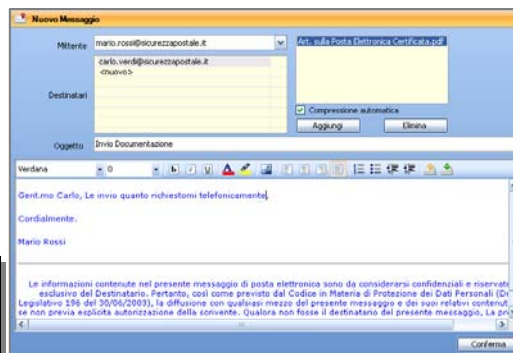 Nuovo Messaggio
Mittente
mario.rossi@sicurezzapostale.it
Art. sulla Posta Elettronica Certificata.pdf
Destinatari
carlo.verdi@sicurezzapostale.it
<nuovo>
Compressione automatica
Aggiungi
Elimina
Oggetto
Invio Documentazione
Verdana
0
Gent.mo Carlo, Le invio quanto richiestomi telefonicamente.
Cordialmente.
Mario Rossi
Le informazioni contenute nel presente messaggio di posta elettronica sono da considerarsi confidenziali e riservate
esclusivo del Destinatario. Pertanto, così come previsto dal Codice in Materia di Protezione dei Dati Personali (De
Legislativo 196 del 30/06/2003), la diffusione con qualsiasi mezzo del presente messaggio e dei suoi relativi contenut
se non previa esplicita autorizzazione della scrivente. Qualora non fosse il destinatario del presente messaggio, La pre
Conferma